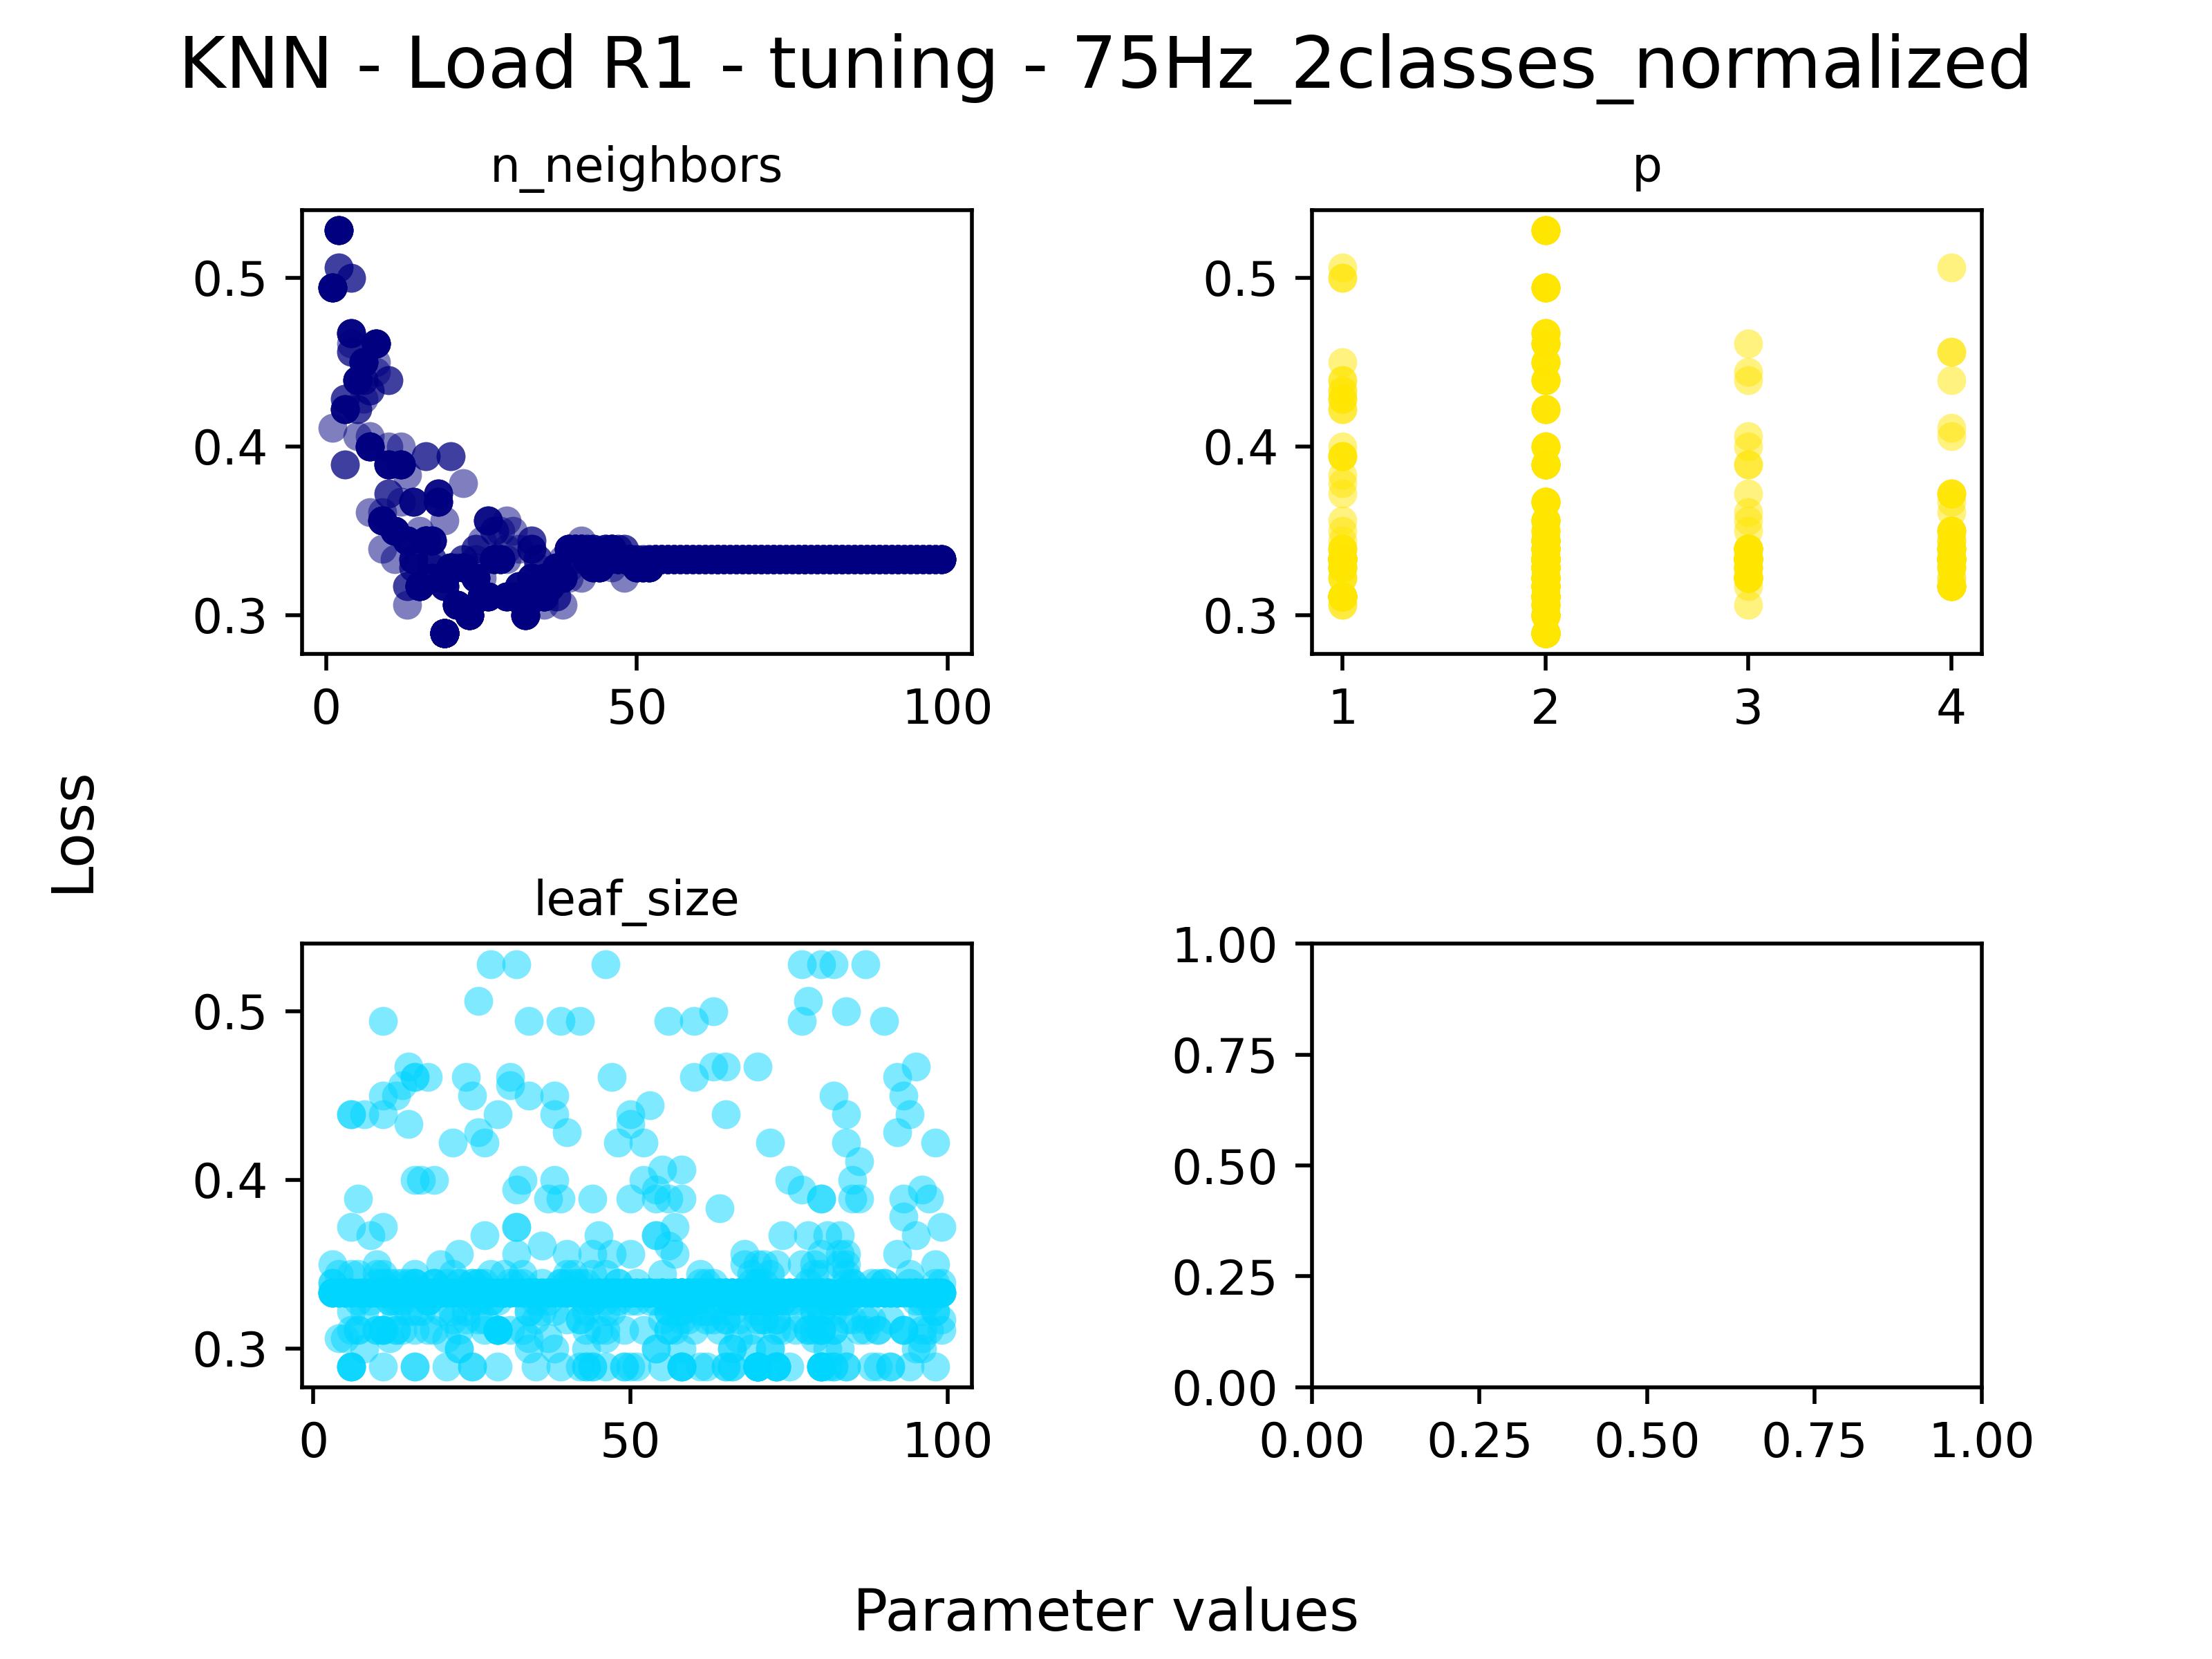 KNN - Load R1 - tuning - 75Hz_2classes_normalized
n_neighbors
0.5
0.4
0.3
0 50 100
p
0.5
0.4
0.3
1 2 3 4
Loss
leaf_size
0.5
0.4
0.3
0 50 100
1.00
0.75
0.50
0.25
0.00
0.00 0.25 0.50 0.75 1.00
Parameter values